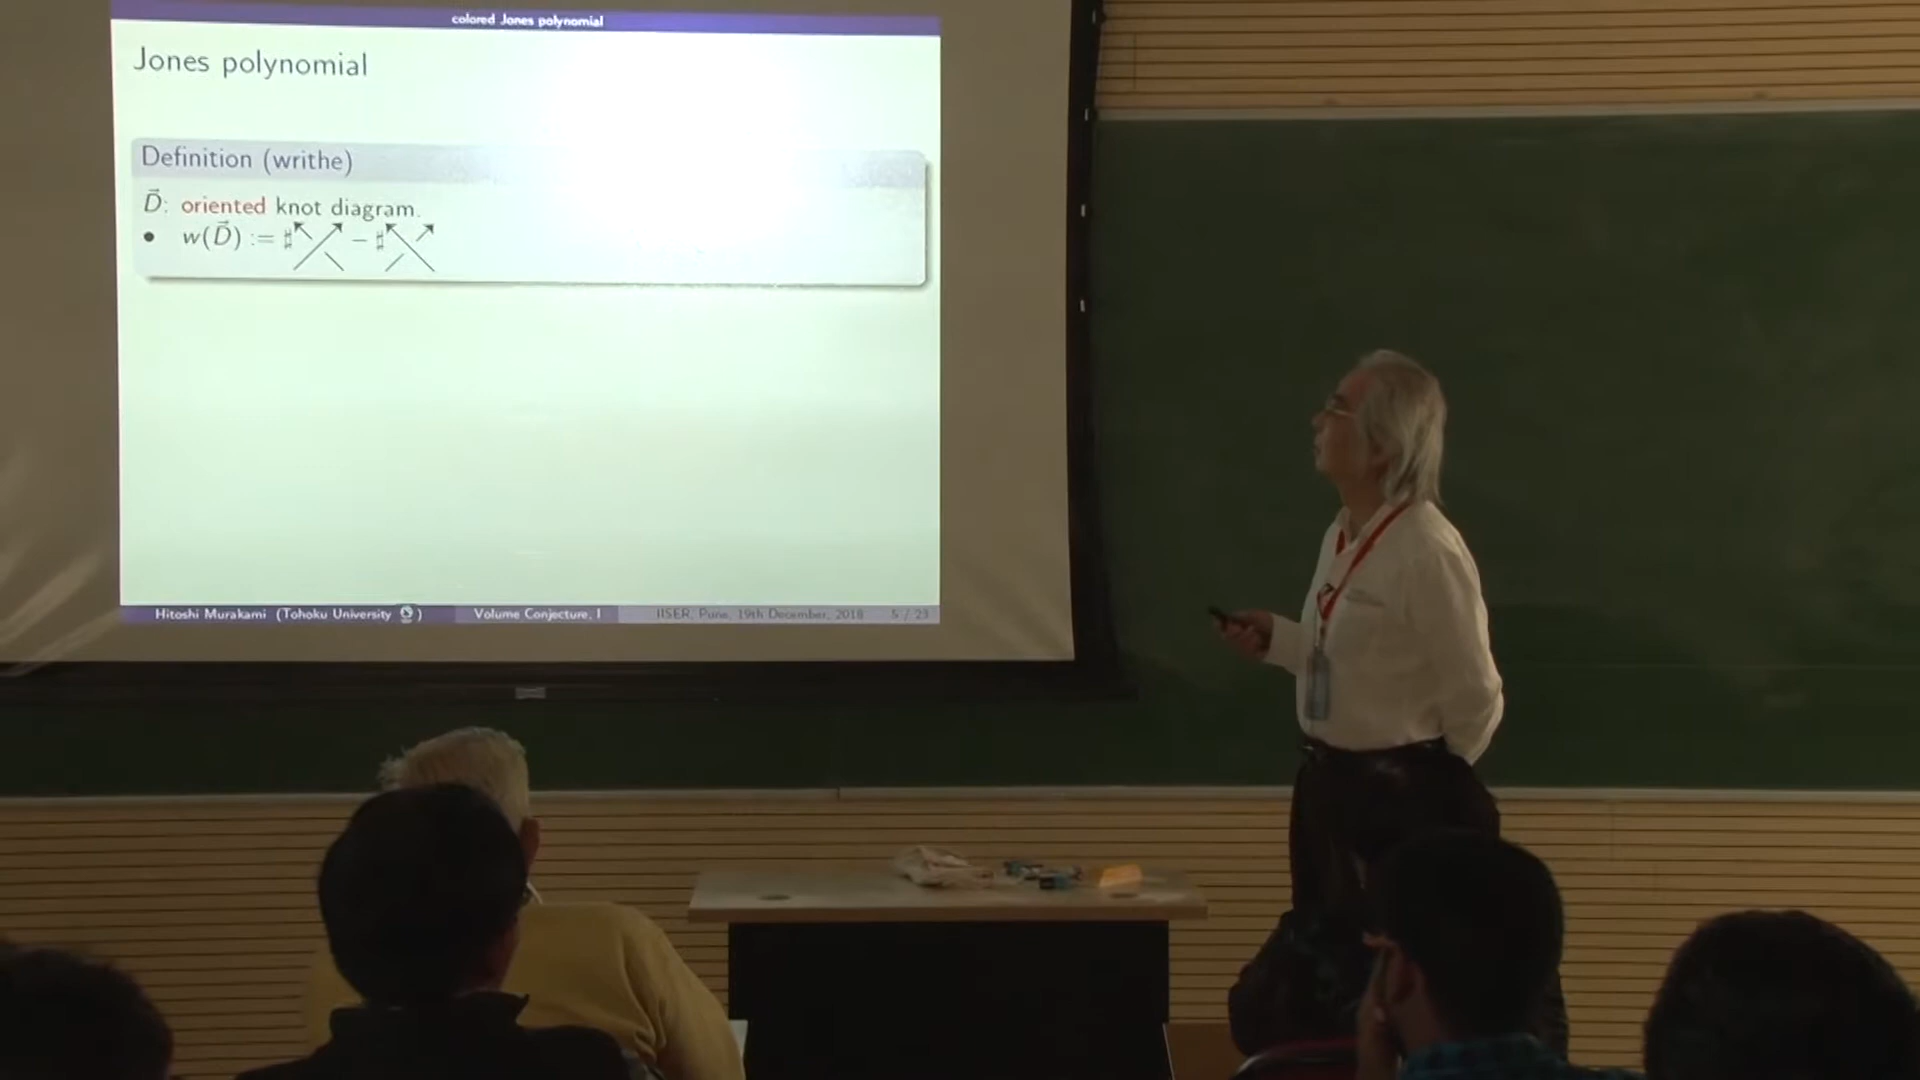 colored Jones polynomial
Jones polynomial
Definition (writhe)
D⃗: oriented knot diagram.
• w(D⃗) := ♯ − ♯
Hitoshi Murakami (Tohoku University ) Volume Conjecture, I IISER, Pune, 19th December, 2018 5 / 23